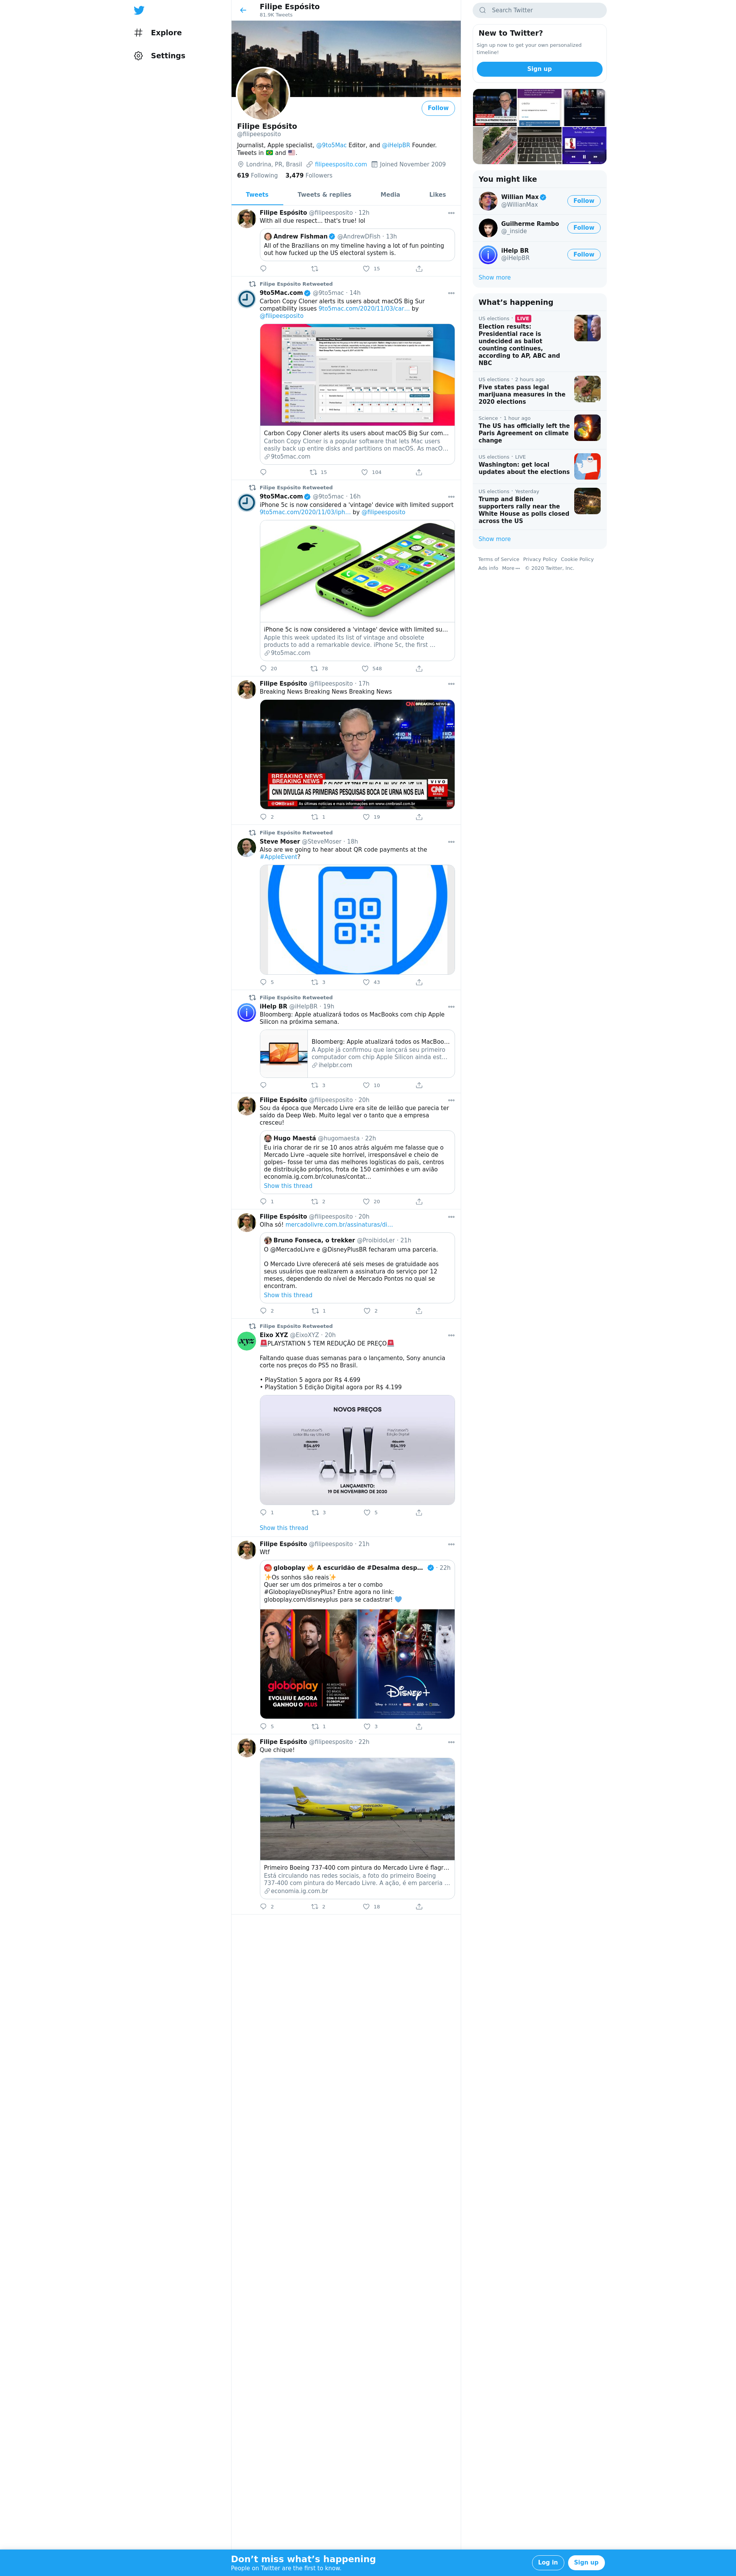 Explore
Settings
Filipe Espósito
81.9K Tweets
Follow
Filipe Espósito
@filipeesposito
Journalist, Apple specialist, @9to5Mac Editor, and @iHelpBR Founder.
Tweets in 🇧🇷 and 🇺🇸.
Londrina, PR, Brasil filipeesposito.com Joined November 2009
619 Following 3,479 Followers
Tweets Tweets & replies Media Likes
Filipe Espósito @filipeesposito · 12h
With all due respect... that's true! lol
Andrew Fishman @AndrewDFish · 13h
All of the Brazilians on my timeline having a lot of fun pointing
out how fucked up the US electoral system is.
15
Filipe Espósito Retweeted
9to5Mac.com @9to5mac · 14h
Carbon Copy Cloner alerts its users about macOS Big Sur
compatibility issues 9to5mac.com/2020/11/03/car... by
@filipeesposito
Carbon Copy Cloner alerts its users about macOS Big Sur com...
Carbon Copy Cloner is a popular software that lets Mac users
easily back up entire disks and partitions on macOS. As macO...
9to5mac.com
15 104
Filipe Espósito Retweeted
9to5Mac.com @9to5mac · 16h
iPhone 5c is now considered a 'vintage' device with limited support
9to5mac.com/2020/11/03/iph... by @filipeesposito
iPhone 5c is now considered a 'vintage' device with limited su...
Apple this week updated its list of vintage and obsolete
products to add a remarkable device. iPhone 5c, the first ...
9to5mac.com
20 78 548
Filipe Espósito @filipeesposito · 17h
Breaking News Breaking News Breaking News
CNN BREAKING NEWS
BREAKING NEWS
BREAKING NEWS
VIVO
CNN DIVULGA AS PRIMEIRAS PESQUISAS BOCA DE URNA NOS EUA
CNN
@CNNBrasil
2 1 19
Filipe Espósito Retweeted
Steve Moser @SteveMoser · 18h
Also are we going to hear about QR code payments at the
#AppleEvent?
5 3 43
Filipe Espósito Retweeted
iHelp BR @iHelpBR · 19h
Bloomberg: Apple atualizará todos os MacBooks com chip Apple
Silicon na próxima semana.
Bloomberg: Apple atualizará todos os MacBoo...
A Apple já confirmou que lançará seu primeiro
computador com chip Apple Silicon ainda est...
ihelpbr.com
3 10
Filipe Espósito @filipeesposito · 20h
Sou da época que Mercado Livre era site de leilão que parecia ter
saído da Deep Web. Muito legal ver o tanto que a empresa
cresceu!
Hugo Maestá @hugomaesta · 22h
Eu iria chorar de rir se 10 anos atrás alguém me falasse que o
Mercado Livre –aquele site horrível, irresponsável e cheio de
golpes– fosse ter uma das melhores logísticas do país, centros
de distribuição próprios, frota de 150 caminhões e um avião
economia.ig.com.br/colunas/contat...
Show this thread
1 2 20
Filipe Espósito @filipeesposito · 20h
Olha só! mercadolivre.com.br/assinaturas/di...
Bruno Fonseca, o trekker @ProibidoLer · 21h
O @MercadoLivre e @DisneyPlusBR fecharam uma parceria.
O Mercado Livre oferecerá até seis meses de gratuidade aos
seus usuários que realizarem a assinatura do serviço por 12
meses, dependendo do nível de Mercado Pontos no qual se
encontram.
Show this thread
2 1 2
Filipe Espósito Retweeted
Eixo XYZ @EixoXYZ · 20h
🚨PLAYSTATION 5 TEM REDUÇÃO DE PREÇO🚨
Faltando quase duas semanas para o lançamento, Sony anuncia
corte nos preços do PS5 no Brasil.
• PlayStation 5 agora por R$ 4.699
• PlayStation 5 Edição Digital agora por R$ 4.199
NOVOS PREÇOS
R$4.699 R$4.199
LANÇAMENTO:
19 DE NOVEMBRO DE 2020
1 3 5
Show this thread
Filipe Espósito @filipeesposito · 21h
Wtf
globoplay 🔥 A escuridão de #Desalma desp... · 22h
✨Os sonhos são reais✨
Quer ser um dos primeiros a ter o combo
#GloboplayeDisneyPlus? Entre agora no link:
globoplay.com/disneyplus para se cadastrar! 💙
globoplay
EVOLUIU E AGORA
GANHOU O PLUS
Disney+
5 1 3
Filipe Espósito @filipeesposito · 22h
Que chique!
Primeiro Boeing 737-400 com pintura do Mercado Livre é flagr...
Está circulando nas redes sociais, a foto do primeiro Boeing
737-400 com pintura do Mercado Livre. A ação, é em parceria ...
economia.ig.com.br
2 2 18
Search Twitter
New to Twitter?
Sign up now to get your own personalized
timeline!
Sign up
You might like
Willian Max
@WillianMax
Follow
Guilherme Rambo
@_inside
Follow
iHelp BR
@iHelpBR
Follow
Show more
What's happening
US elections · LIVE
Election results:
Presidential race is
undecided as ballot
counting continues,
according to AP, ABC and
NBC
US elections · 2 hours ago
Five states pass legal
marijuana measures in the
2020 elections
Science · 1 hour ago
The US has officially left the
Paris Agreement on climate
change
US elections · LIVE
Washington: get local
updates about the elections
US elections · Yesterday
Trump and Biden
supporters rally near the
White House as polls closed
across the US
Show more
Terms of Service Privacy Policy Cookie Policy
Ads info More © 2020 Twitter, Inc.
Don't miss what's happening
People on Twitter are the first to know.
Log in Sign up